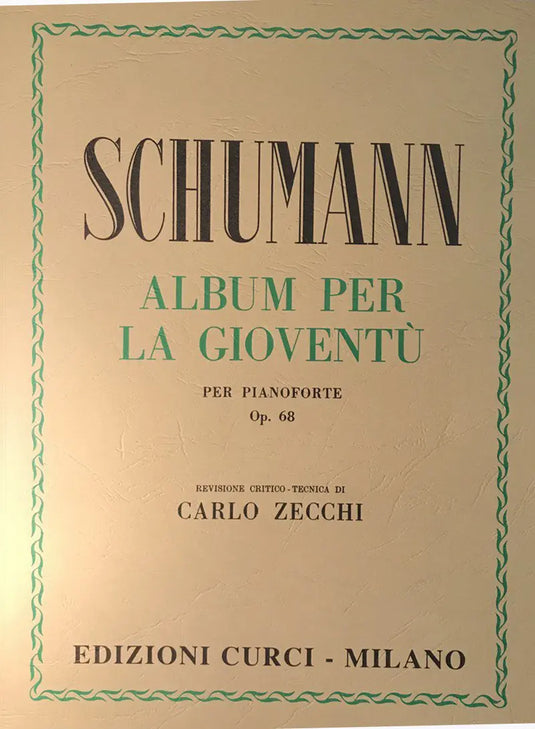 SCHUMANN
ALBUM PER
LA GIOVENTÙ
PER PIANOFORTE
Op. 68
REVISIONE CRITICO-TECNICA DI
CARLO ZECCHI
EDIZIONI CURCI - MILANO